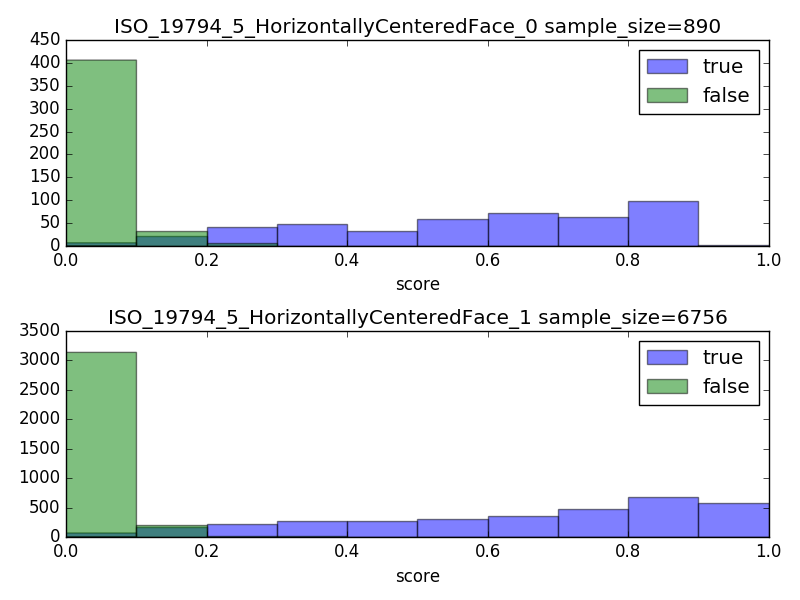 ISO_19794_5_HorizontallyCenteredFace_0 sample_size=890
450
400
350
300
250
200
150
100
50
0
true
false
0.0 0.2 0.4 0.6 0.8 1.0
score
ISO_19794_5_HorizontallyCenteredFace_1 sample_size=6756
3500
3000
2500
2000
1500
1000
500
0
true
false
0.0 0.2 0.4 0.6 0.8 1.0
score